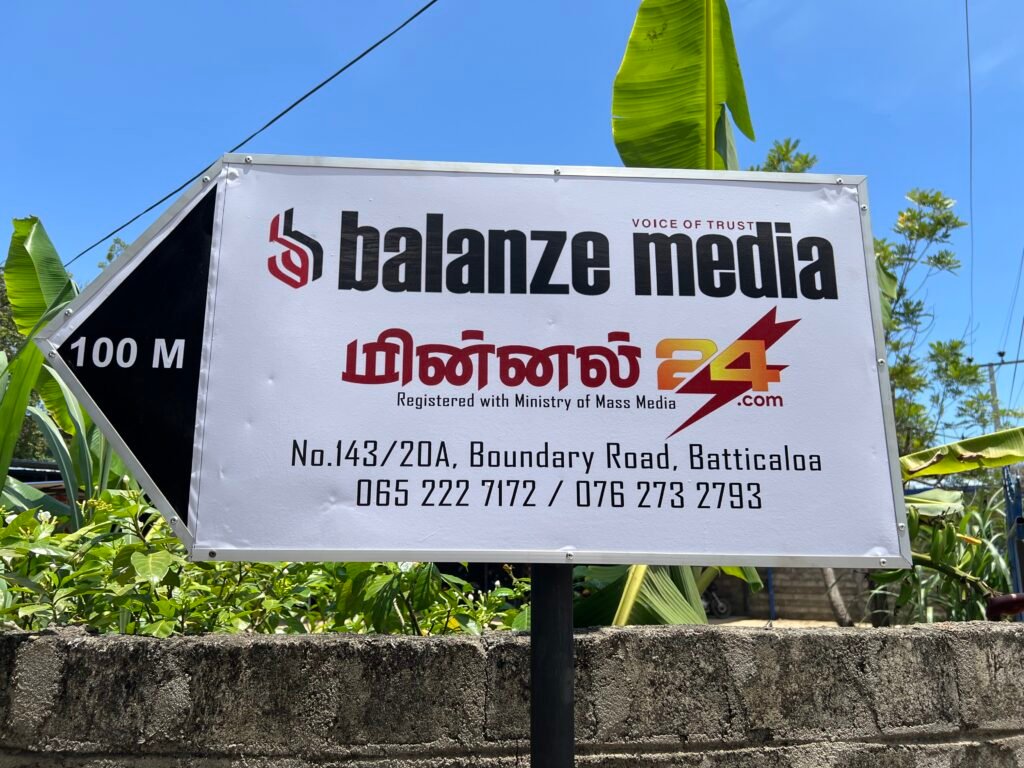 VOICE OF TRUST
balanze media
100 M
மின்னல் 24
.com
Registered with Ministry of Mass Media
No.143/20A, Boundary Road, Batticaloa
065 222 7172 / 076 273 2793